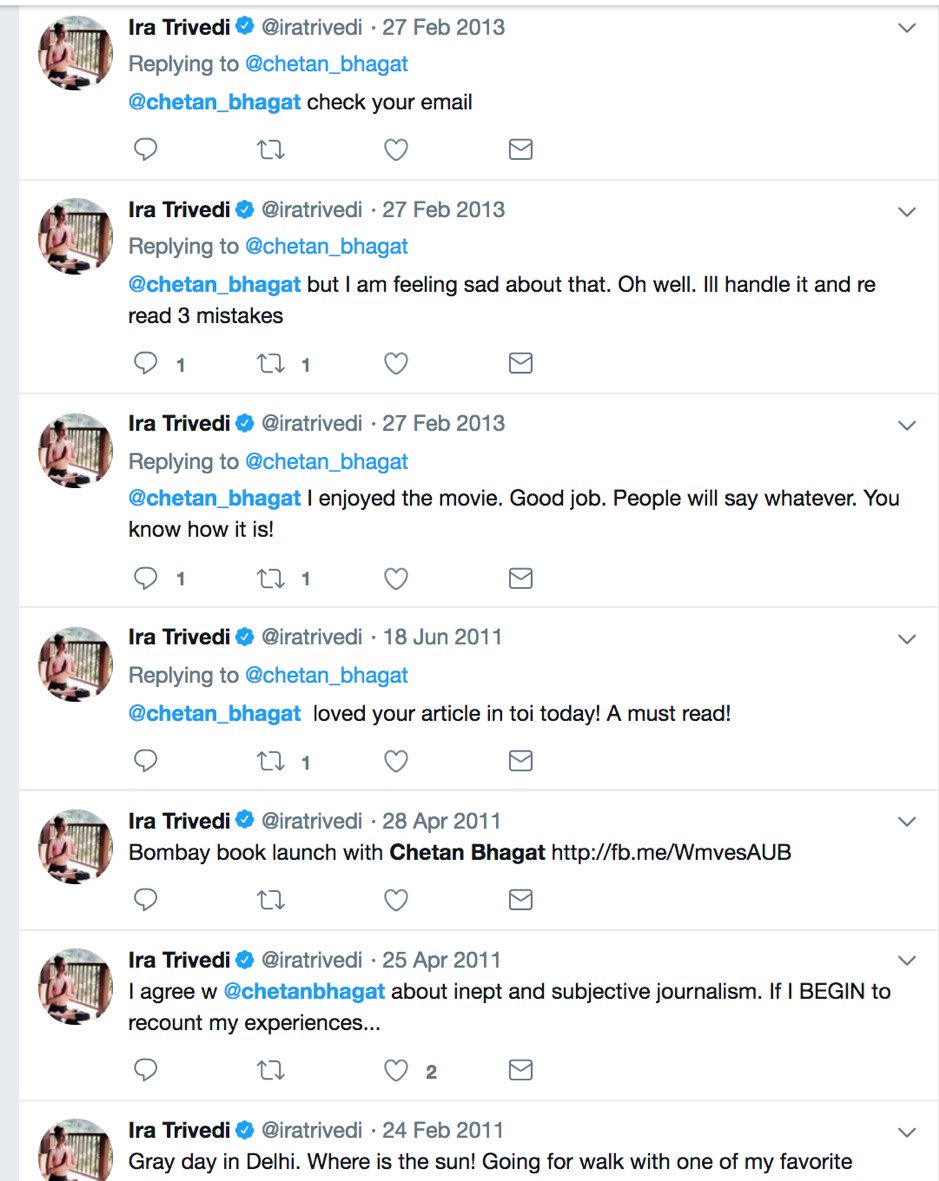 Ira Trivedi @iratrivedi · 27 Feb 2013
Replying to @chetan_bhagat
@chetan_bhagat check your email
Ira Trivedi @iratrivedi · 27 Feb 2013
Replying to @chetan_bhagat
@chetan_bhagat but I am feeling sad about that. Oh well. Ill handle it and re
read 3 mistakes
1 1
Ira Trivedi @iratrivedi · 27 Feb 2013
Replying to @chetan_bhagat
@chetan_bhagat I enjoyed the movie. Good job. People will say whatever. You
know how it is!
1 1
Ira Trivedi @iratrivedi · 18 Jun 2011
Replying to @chetan_bhagat
@chetan_bhagat loved your article in toi today! A must read!
1
Ira Trivedi @iratrivedi · 28 Apr 2011
Bombay book launch with Chetan Bhagat http://fb.me/WmvesAUB
Ira Trivedi @iratrivedi · 25 Apr 2011
I agree w @chetanbhagat about inept and subjective journalism. If I BEGIN to
recount my experiences...
2
Ira Trivedi @iratrivedi · 24 Feb 2011
Gray day in Delhi. Where is the sun! Going for walk with one of my favorite